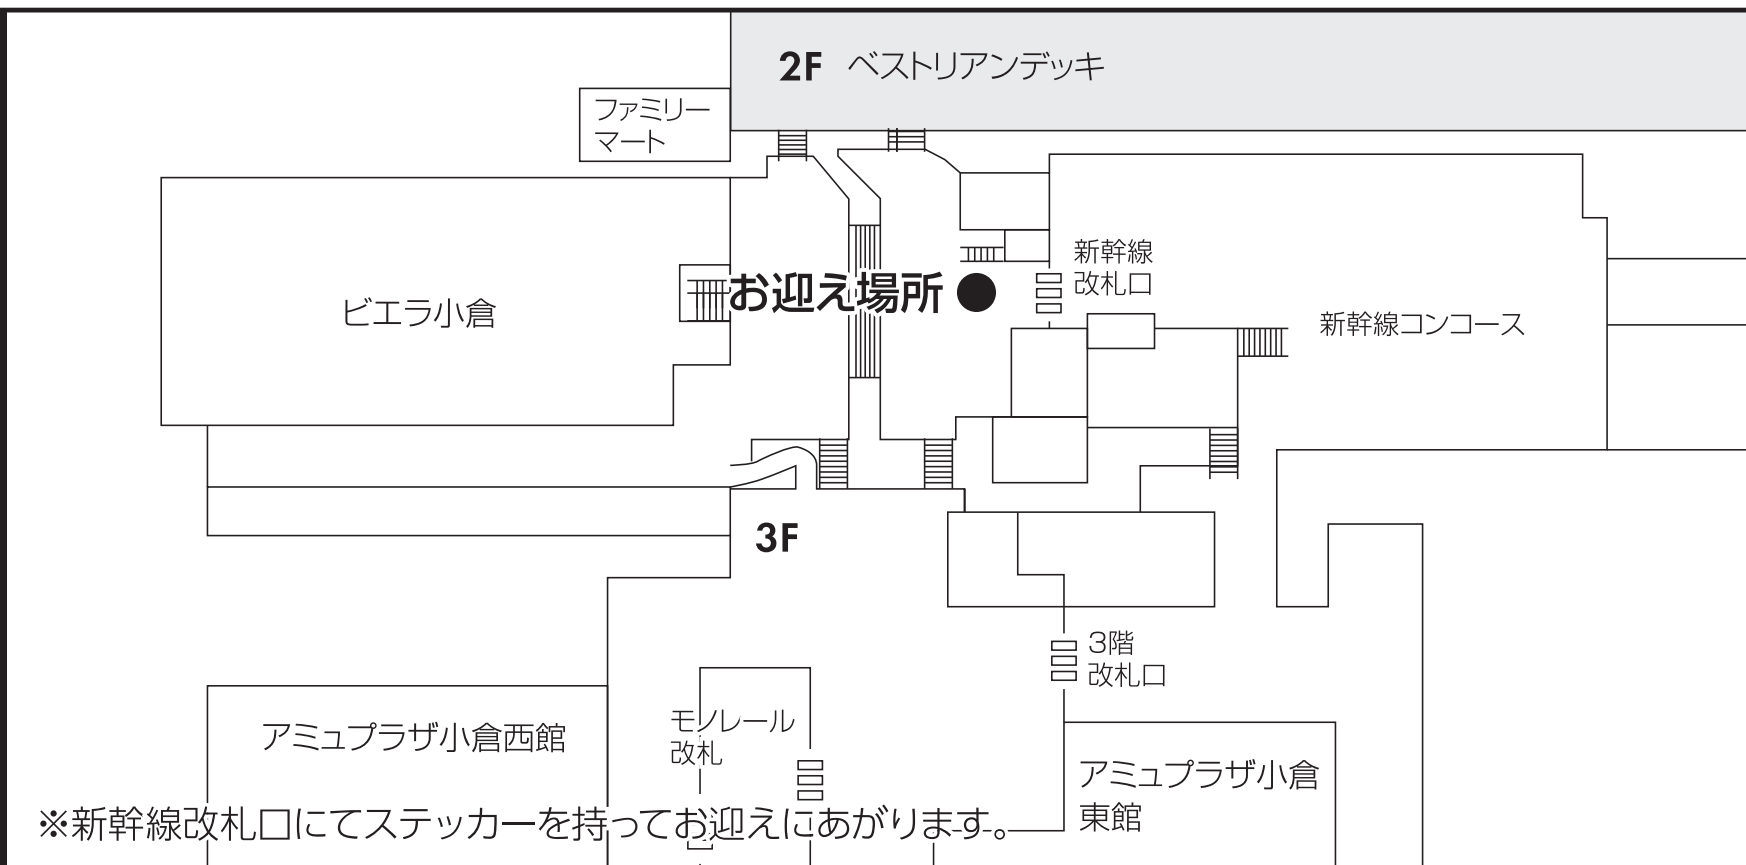 2F ペストリアンデッキ
ファミリー
マート
新幹線
改札口
お迎え場所
ビエラ小倉
新幹線コンコース
3F
3階
改札口
モノレール
改札
アミュプラザ小倉西館
アミュプラザ小倉
東館
※新幹線改札口にてステッカーを持ってお迎えにあがります。